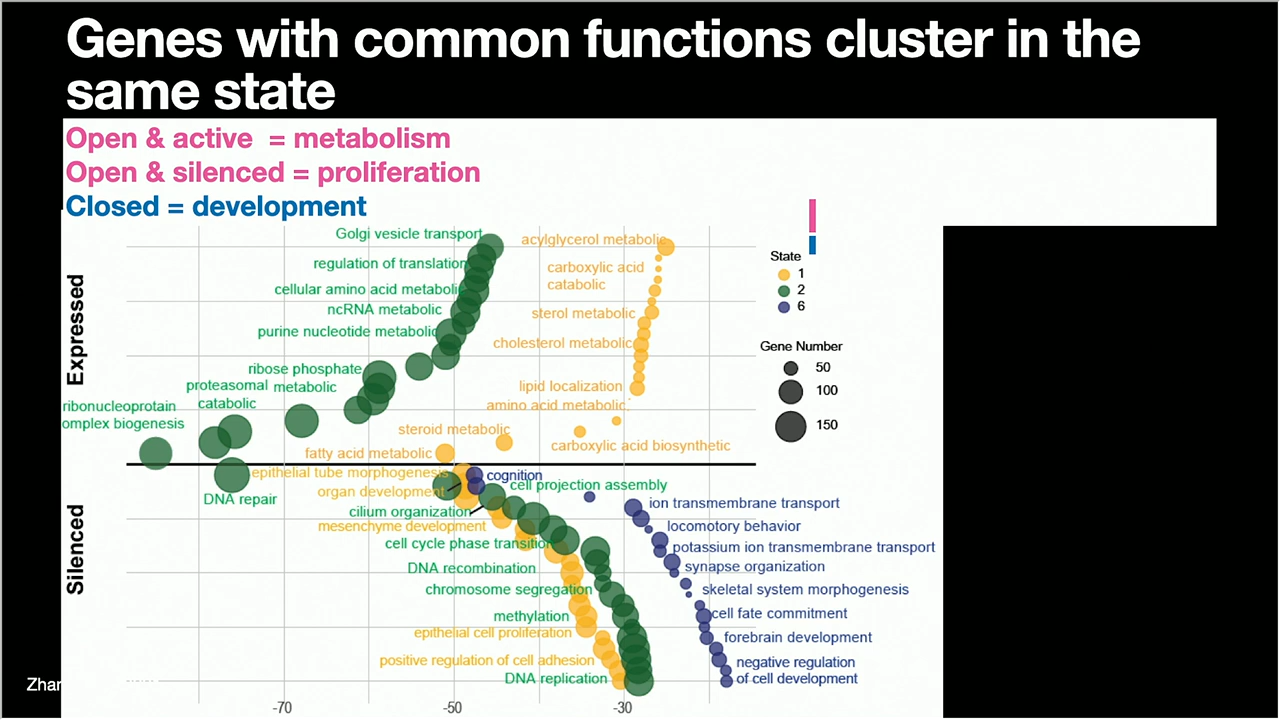 Genes with common functions cluster in the
same state
Open & active = metabolism
Open & silenced = proliferation
Closed = development
Expressed
Silenced
Golgi vesicle transport
regulation of translation
cellular amino acid metabolic
ncRNA metabolic
purine nucleotide metabolic
ribose phosphate
metabolic
proteasomal
catabolic
ribonucleoprotain
omplex biogenesis
acylglycerol metabolic
carboxylic acid
catabolic
sterol metabolic
cholesterol metabolic
lipid localization
amino acid metabolic
steroid metabolic
carboxylic acid biosynthetic
fatty acid metabolic
State
1
2
6
Gene Number
50
100
150
epithelial tube morphogenesis
cognition
organ development
cell projection assembly
DNA repair
cilium organization
ion transmembrane transport
mesenchyme development
locomotory behavior
cell cycle phase transition
potassium ion transmembrane transport
DNA recombination
synapse organization
chromosome segregation
skeletal system morphogenesis
methylation
cell fate commitment
epithelial cell proliferation
forebrain development
positive regulation of cell adhesion
negative regulation
of cell development
DNA replication
Zhan
-70
-50
-30